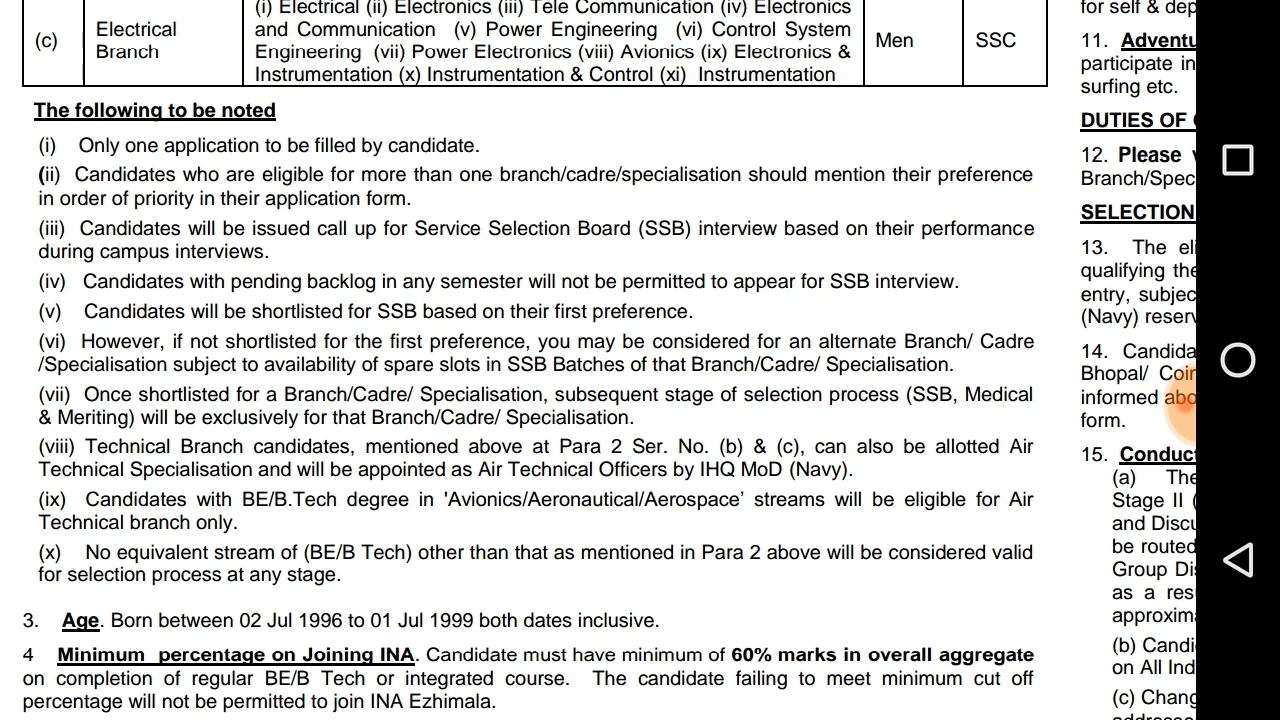 (c)
Electrical
Branch
(i) Electrical (ii) Electronics (iii) Tele Communication (iv) Electronics
and Communication (v) Power Engineering (vi) Control System
Engineering (vii) Power Electronics (viii) Avionics (ix) Electronics &
Instrumentation (x) Instrumentation & Control (xi) Instrumentation
Men
SSC
The following to be noted
(i) Only one application to be filled by candidate.
(ii) Candidates who are eligible for more than one branch/cadre/specialisation should mention their preference
in order of priority in their application form.
(iii) Candidates will be issued call up for Service Selection Board (SSB) interview based on their performance
during campus interviews.
(iv) Candidates with pending backlog in any semester will not be permitted to appear for SSB interview.
(v) Candidates will be shortlisted for SSB based on their first preference.
(vi) However, if not shortlisted for the first preference, you may be considered for an alternate Branch/ Cadre
/Specialisation subject to availability of spare slots in SSB Batches of that Branch/Cadre/ Specialisation.
(vii) Once shortlisted for a Branch/Cadre/ Specialisation, subsequent stage of selection process (SSB, Medical
& Meriting) will be exclusively for that Branch/Cadre/ Specialisation.
(viii) Technical Branch candidates, mentioned above at Para 2 Ser. No. (b) & (c), can also be allotted Air
Technical Specialisation and will be appointed as Air Technical Officers by IHQ MoD (Navy).
(ix) Candidates with BE/B.Tech degree in 'Avionics/Aeronautical/Aerospace’ streams will be eligible for Air
Technical branch only.
(x) No equivalent stream of (BE/B Tech) other than that as mentioned in Para 2 above will be considered valid
for selection process at any stage.
3. Age. Born between 02 Jul 1996 to 01 Jul 1999 both dates inclusive.
4 Minimum percentage on Joining INA. Candidate must have minimum of 60% marks in overall aggregate
on completion of regular BE/B Tech or integrated course. The candidate failing to meet minimum cut off
percentage will not be permitted to join INA Ezhimala.
for self & dep
11. Adventu
participate in
surfing etc.
DUTIES OF
12. Please
Branch/Spec
SELECTION
13. The eli
qualifying the
entry, subjec
(Navy) reserv
14. Candida
Bhopal/ Coir
informed abo
form.
15. Conduct
(a) The
Stage II (
and Discu
be routed
Group Di
as a res
approxim
(b) Candi
on All Ind
(c) Chang